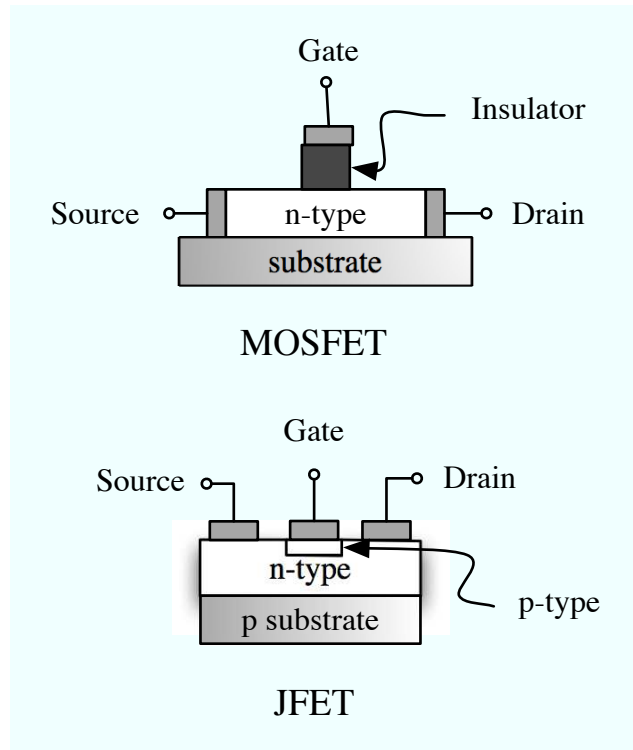 Gate
Insulator
Source
n-type
Drain
substrate
MOSFET
Gate
Source
Drain
n-type
p-type
p substrate
JFET